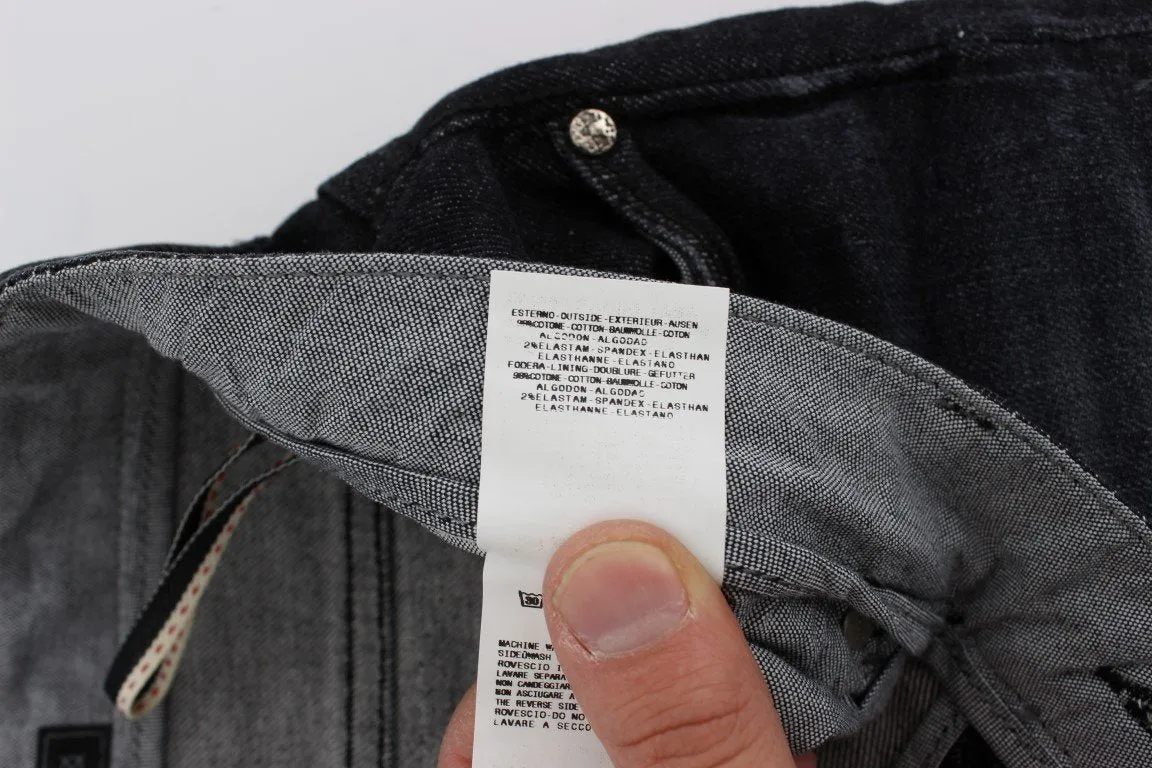 ESTERNO-OUTSIDE-EXTERIEUR-AUSEN
98%COTONE-COTTON-BAUMWOLLE-COTON
ALGODON-ALGODAO
2%ELASTAM-SPANDEX-ELASTHAN
ELASTHANNE-ELASTANO
FODERA-LINING-DOUBLURE-GEFUTTER
98%COTONE-COTTON-BAUMWOLLE-COTON
ALGODON-ALGODAO
2%ELASTAM-SPANDEX-ELASTHAN
ELASTHANNE-ELASTANO
30
MACHINE W
SIDE@WASH
ROVESCIO
LAVARE SEPARA
NON CANDEGGIAR
NON ASCIUGARE A
THE REVERSE SIDE
ROVESCIO-DO NO
LAVARE A SECCO